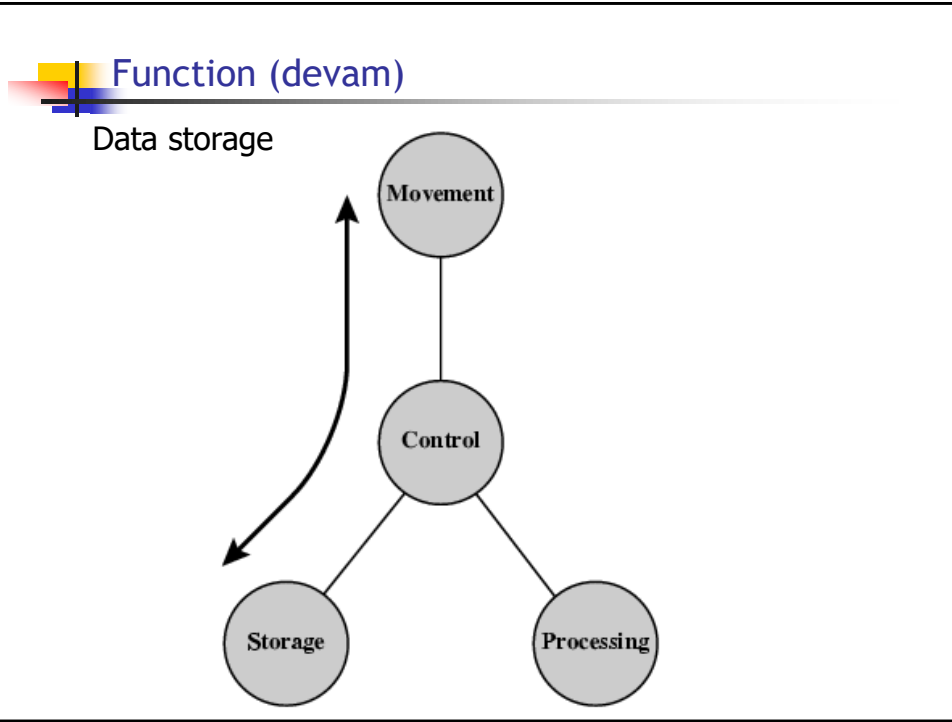 Function (devam)
Data storage
Movement
Control
Storage
Processing